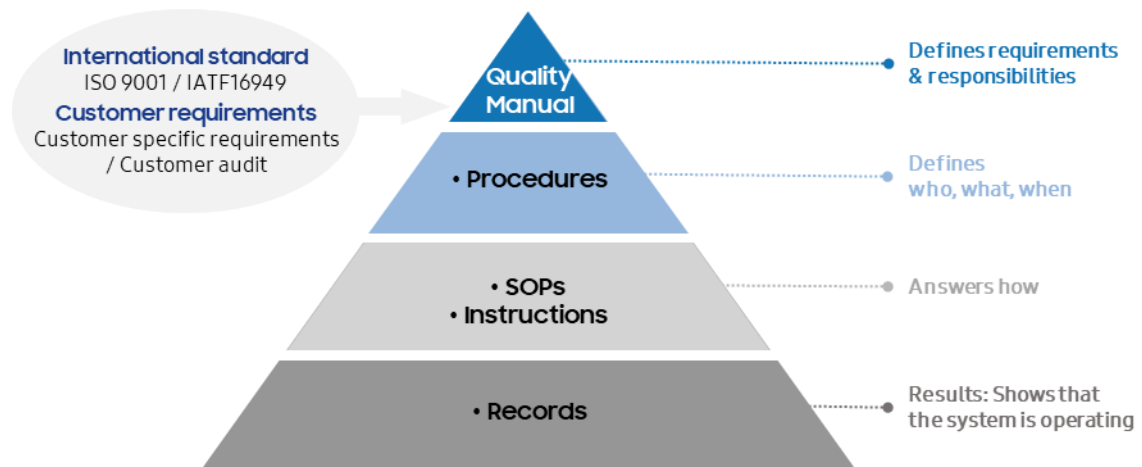 International standard
ISO 9001 / IATF16949
Customer requirements
Customer specific requirements
/ Customer audit
Quality
Manual
Defines requirements
& responsibilities
• Procedures
Defines
who, what, when
• SOPs
• Instructions
Answers how
• Records
Results: Shows that
the system is operating